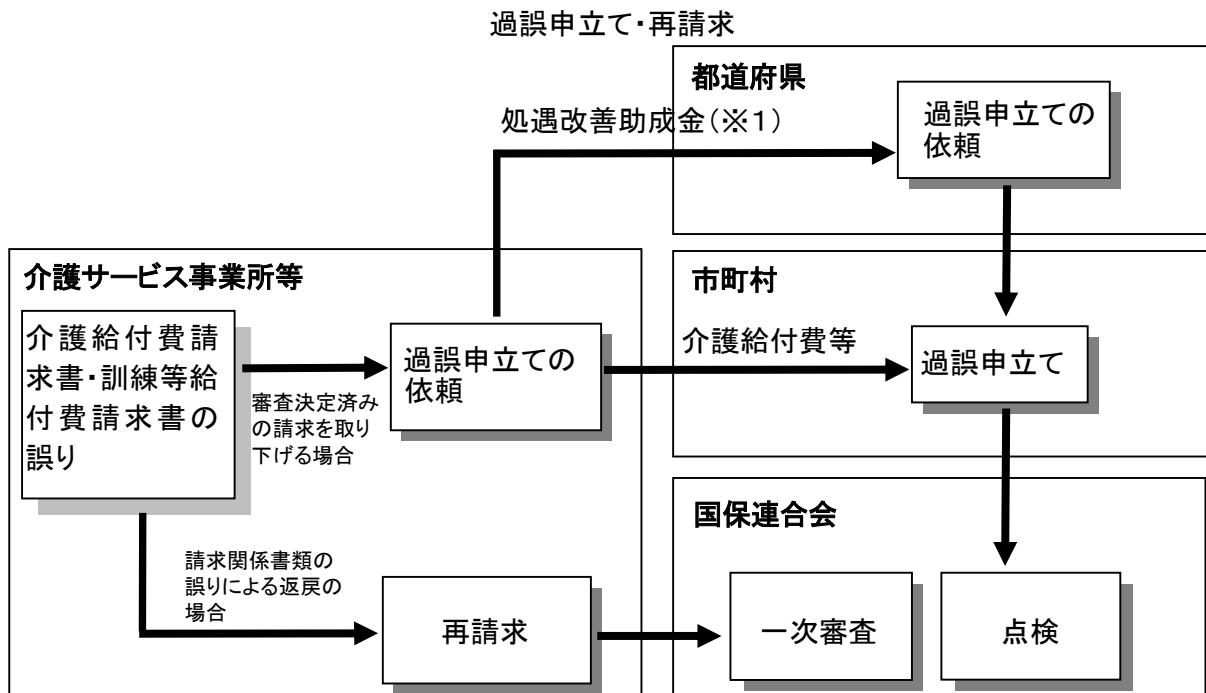 過誤申立て・再請求
都道府県
処遇改善助成金(※1)
過誤申立ての
依頼
介護サービス事業所等
市町村
介護給付費請
求書・訓練等給
付費請求書の
誤り
審査決定済み
の請求を取り
下げる場合
過誤申立ての
依頼
介護給付費等
過誤申立て
国保連合会
請求関係書類の
誤りによる返戻の
場合
再請求
一次審査
点検